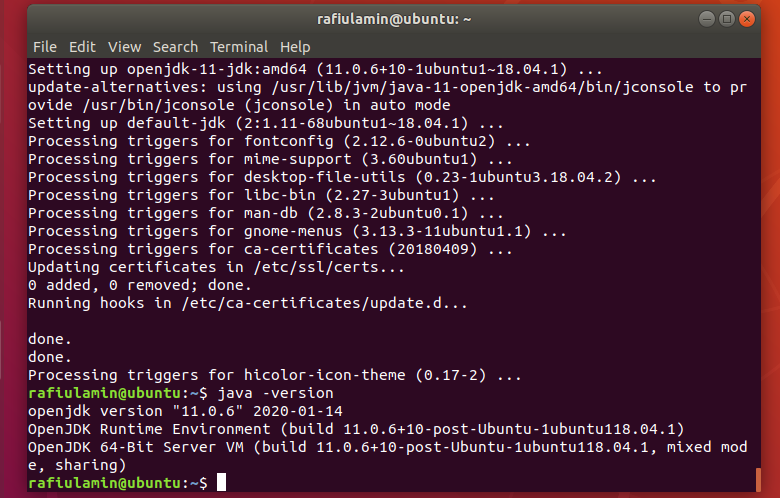 rafiulamin@ubuntu: ~
File Edit View Search Terminal Help
Setting up openjdk-11-jdk:amd64 (11.0.6+10-1ubuntu1~18.04.1) ...
update-alternatives: using /usr/lib/jvm/java-11-openjdk-amd64/bin/jconsole to pr
ovide /usr/bin/jconsole (jconsole) in auto mode
Setting up default-jdk (2:1.11-68ubuntu1~18.04.1) ...
Processing triggers for fontconfig (2.12.6-0ubuntu2) ...
Processing triggers for mime-support (3.60ubuntu1) ...
Processing triggers for desktop-file-utils (0.23-1ubuntu3.18.04.2) ...
Processing triggers for libc-bin (2.27-3ubuntu1) ...
Processing triggers for man-db (2.8.3-2ubuntu0.1) ...
Processing triggers for gnome-menus (3.13.3-11ubuntu1.1) ...
Processing triggers for ca-certificates (20180409) ...
Updating certificates in /etc/ssl/certs...
0 added, 0 removed; done.
Running hooks in /etc/ca-certificates/update.d...
done.
done.
Processing triggers for hicolor-icon-theme (0.17-2) ...
rafiulamin@ubuntu:~$ java -version
openjdk version "11.0.6" 2020-01-14
OpenJDK Runtime Environment (build 11.0.6+10-post-Ubuntu-1ubuntu118.04.1)
OpenJDK 64-Bit Server VM (build 11.0.6+10-post-Ubuntu-1ubuntu118.04.1, mixed mod
e, sharing)
rafiulamin@ubuntu:~$